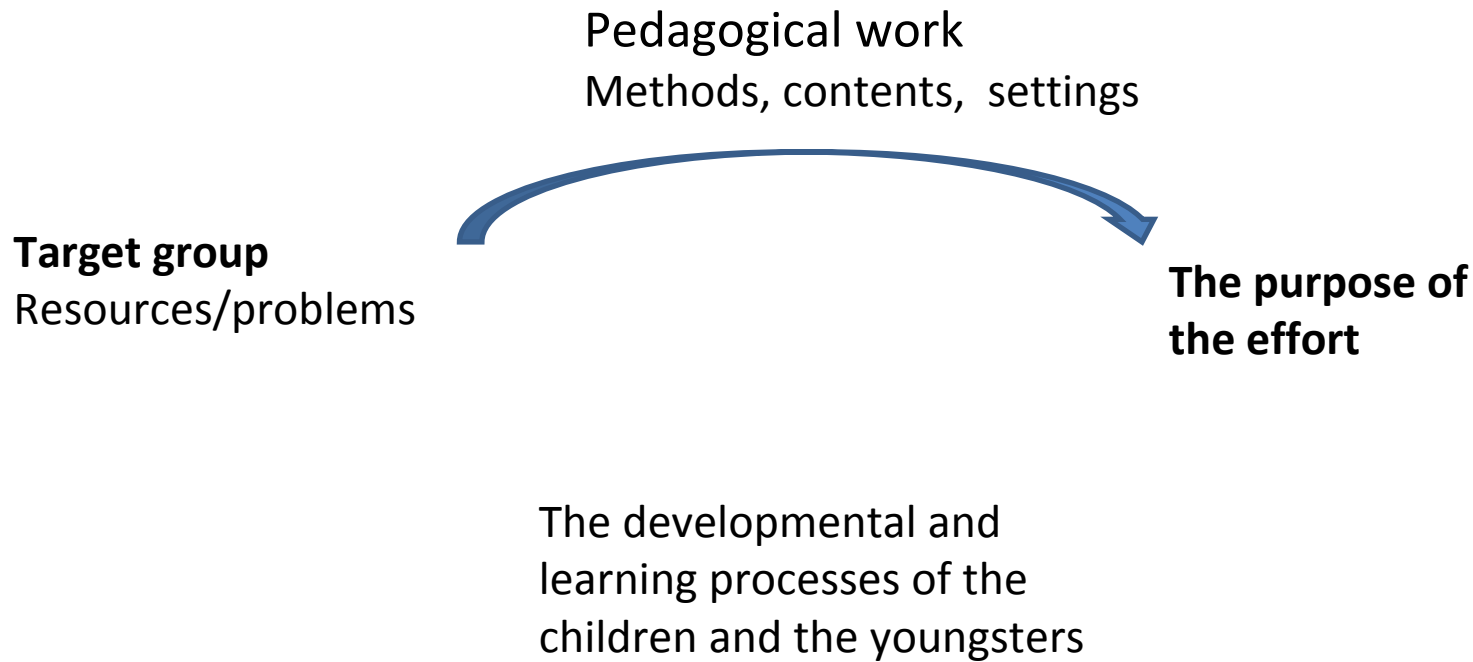 Pedagogical work
Methods, contents, settings
Target group
Resources/problems
The purpose of
the effort
The developmental and
learning processes of the
children and the youngsters